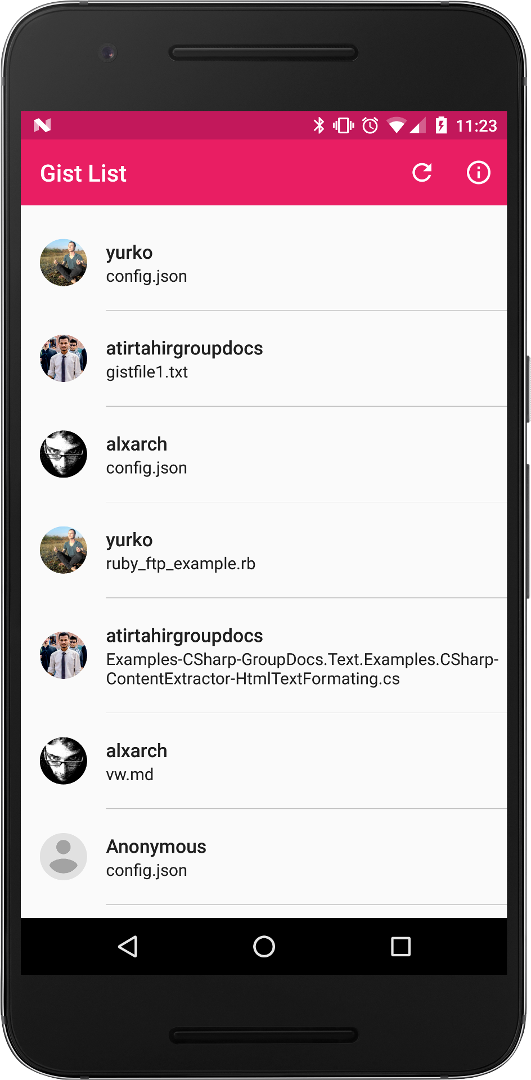 11:23
Gist List
yurko
config.json
atirtahirgroupdocs
gistfile1.txt
alxarch
config.json
yurko
ruby_ftp_example.rb
atirtahirgroupdocs
Examples-CSharp-GroupDocs.Text.Examples.CSharp-
ContentExtractor-HtmlTextFormating.cs
alxarch
vw.md
Anonymous
config.json